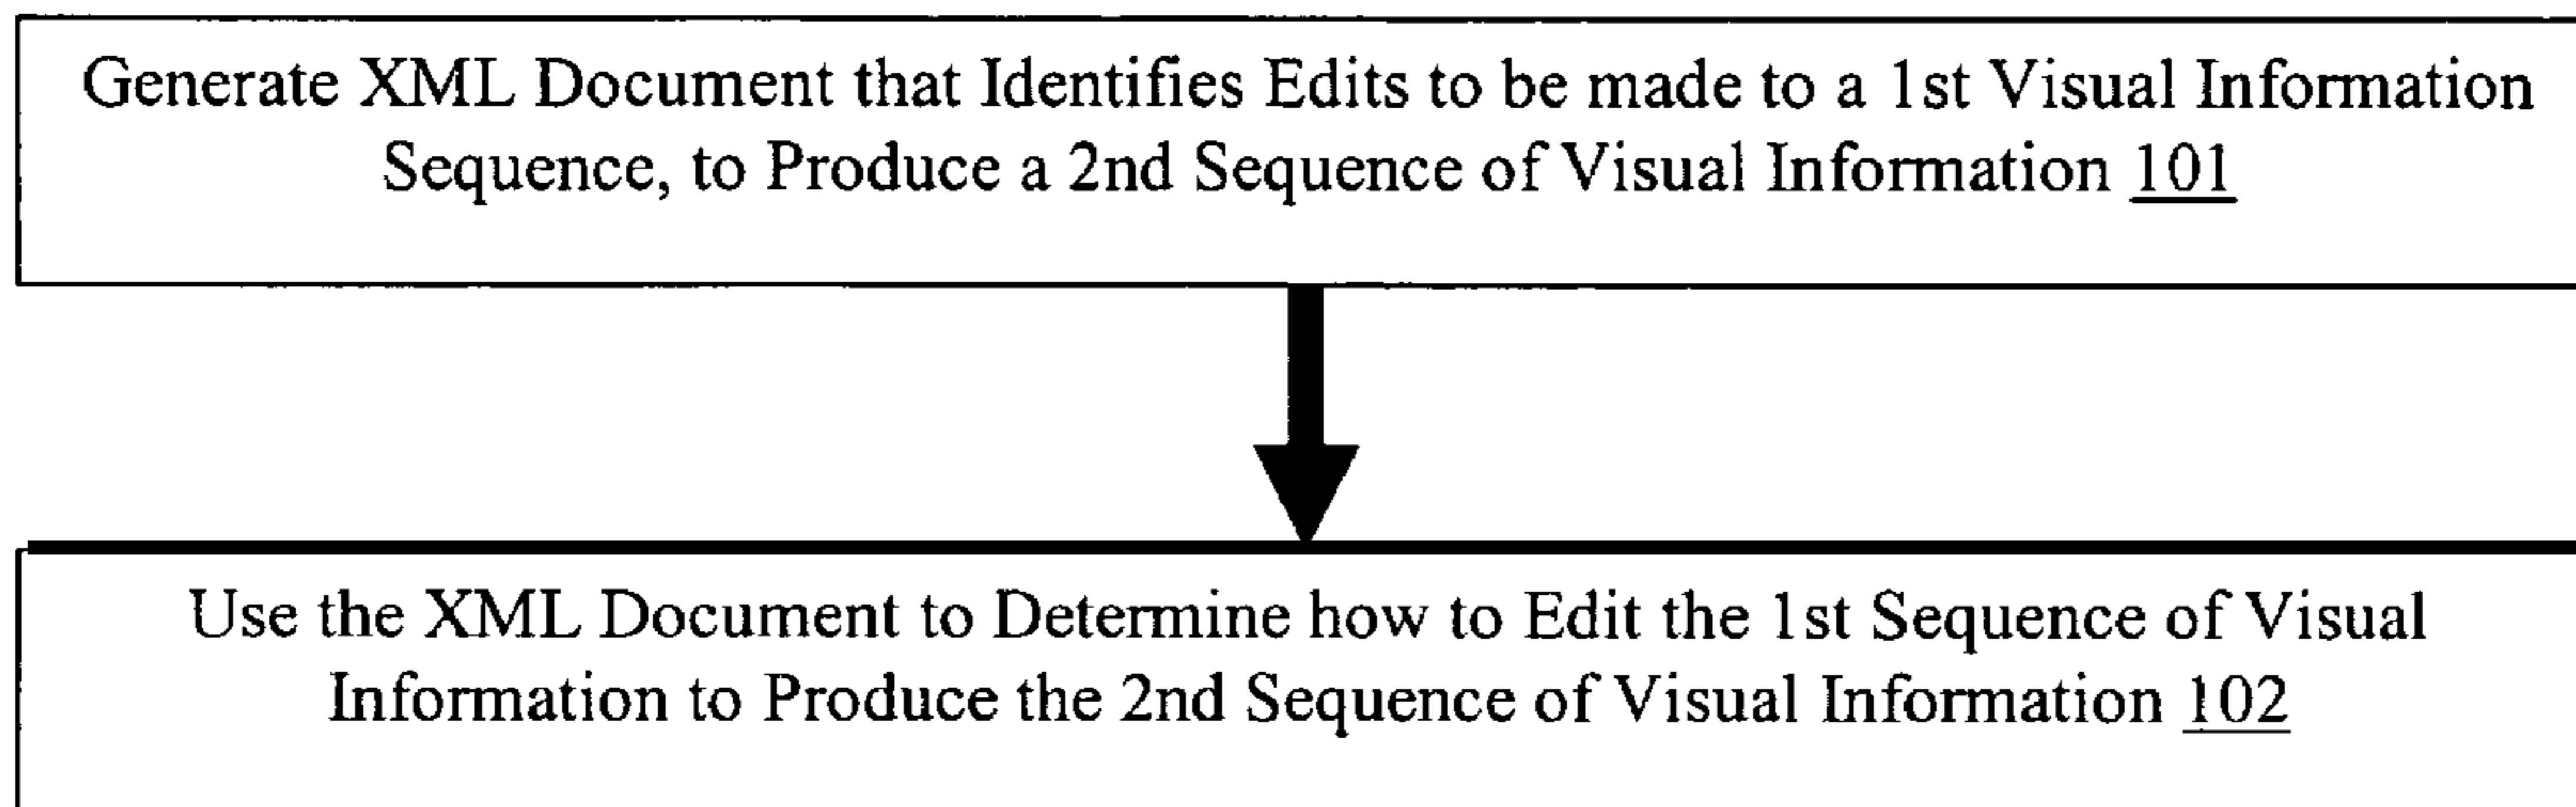 Generate XML Document that Identifies Edits to be made to a 1st Visual Information
Sequence, to Produce a 2nd Sequence of Visual Information 101
Use the XML Document to Determine how to Edit the 1st Sequence of Visual
Information to Produce the 2nd Sequence of Visual Information 102